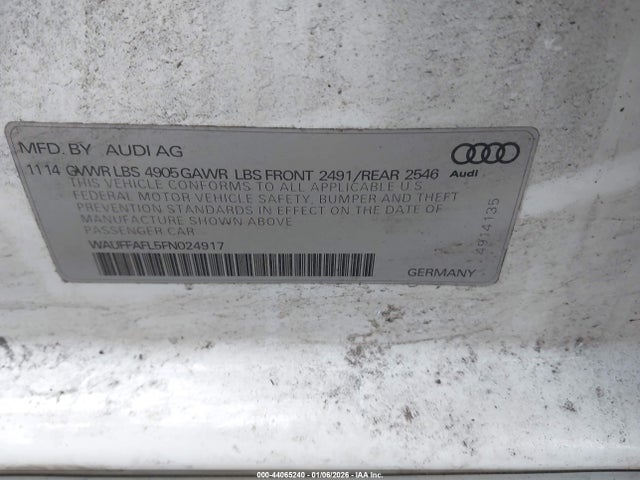 MFD. BY AUDI AG
11 14 GVWR LBS 4905 GAWR LBS FRONT 2491/REAR 2546
Audi
THIS VEHICLE CONFORMS TO ALL APPLICABLE U S
FEDERAL MOTOR VEHICLE SAFETY, BUMPER AND THEFT
PREVENTION STANDARDS IN EFFECT ON THE DATE OF
MANUFACTURE SHOWN ABOVE
PASSENGER CAR
WAUFFAFL5FN024917
4914135
GERMANY
000-44065240 - 01/06/2026 - IAA Inc.